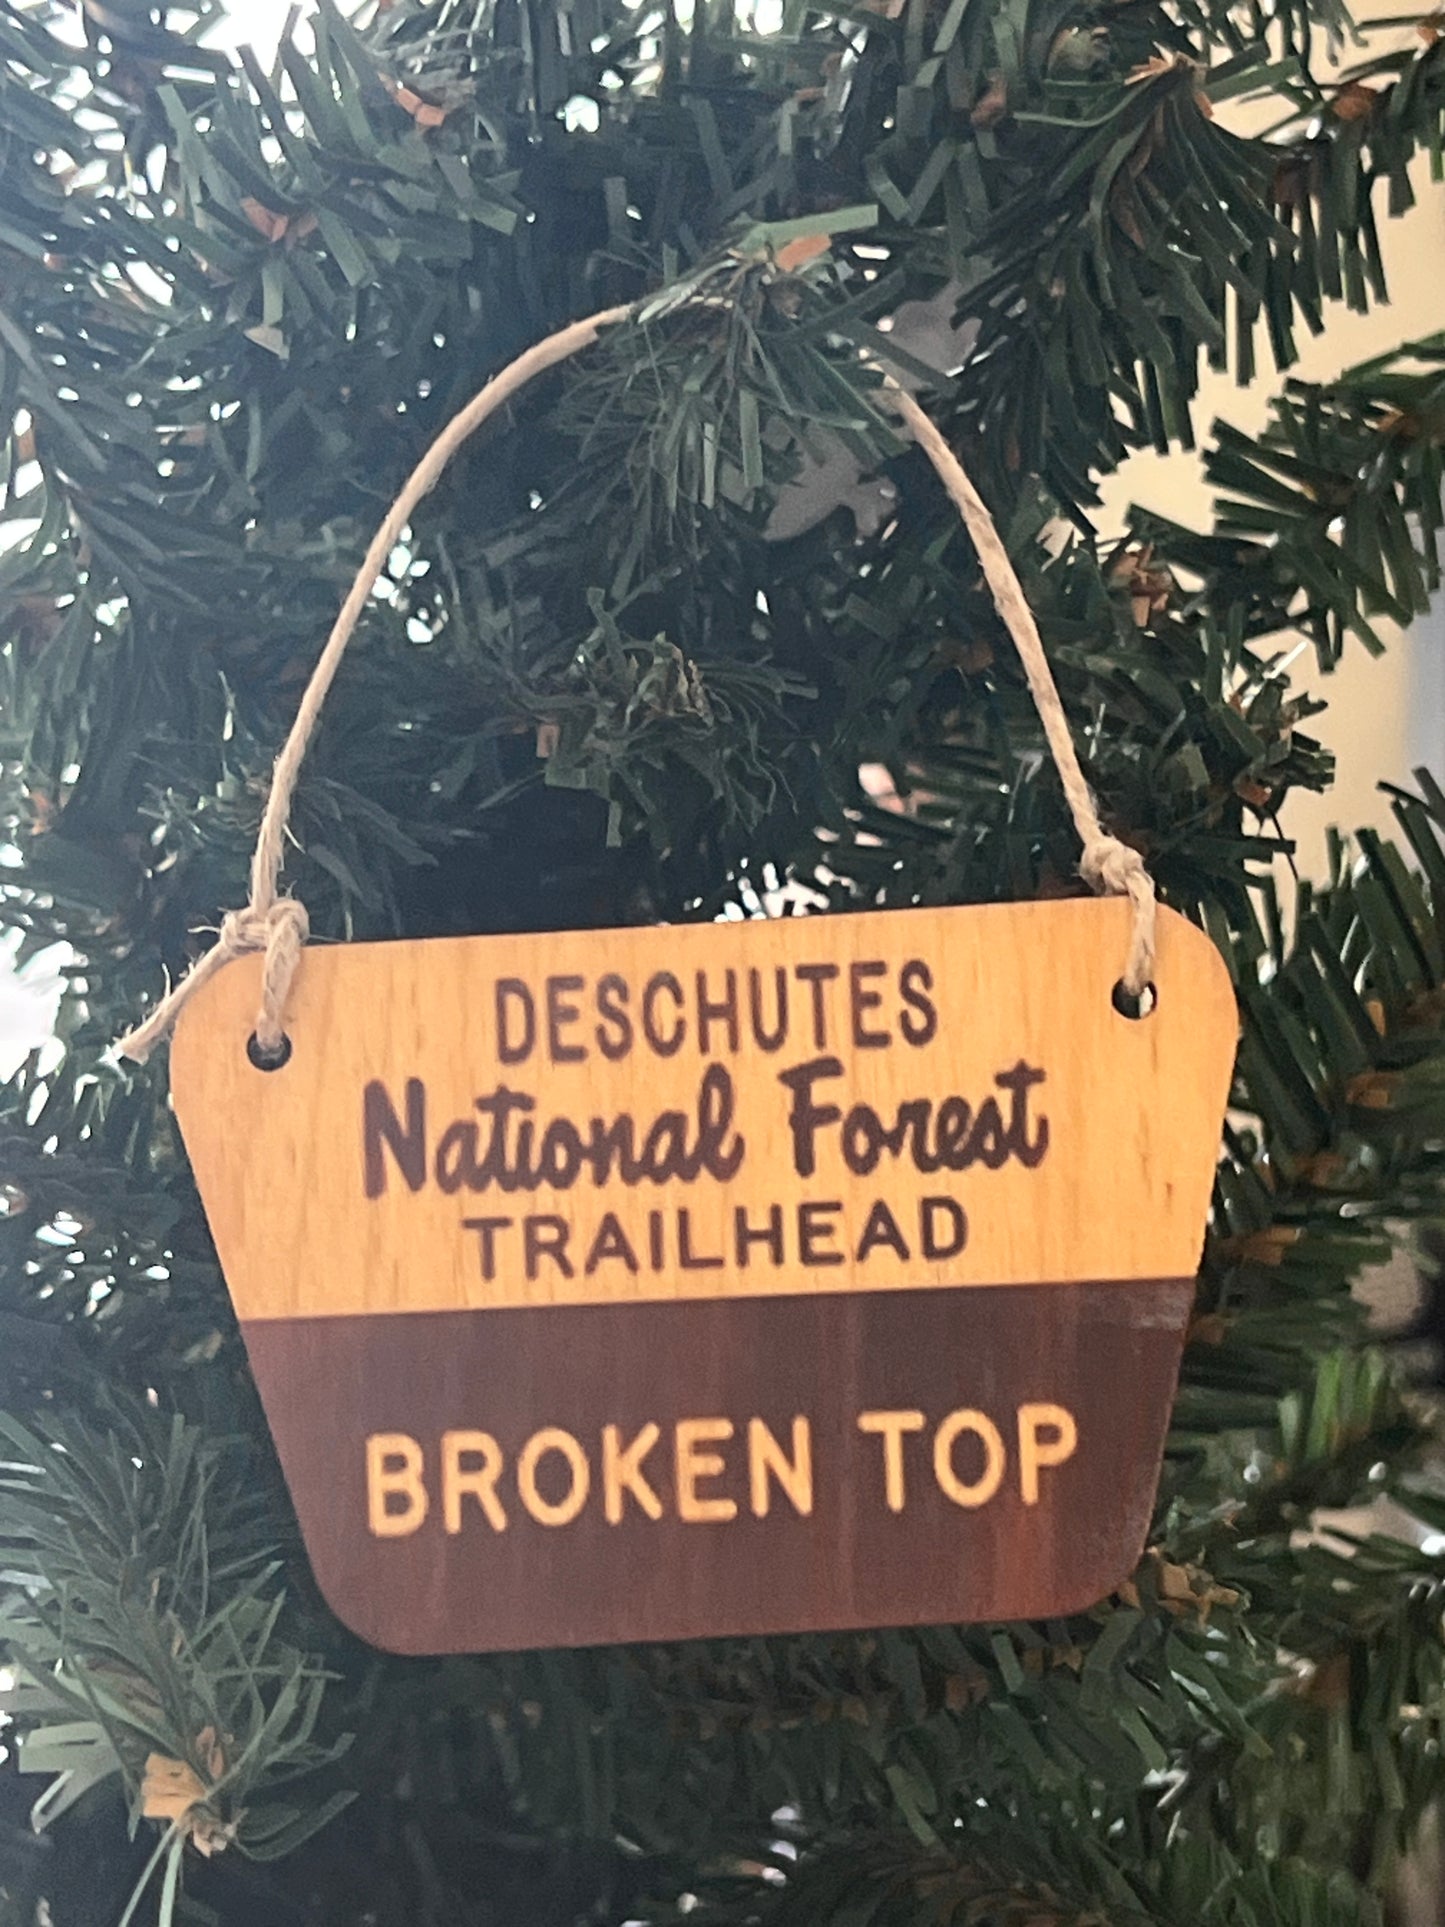 DESCHUTES
National Forest
TRAILHEAD
BROKEN TOP